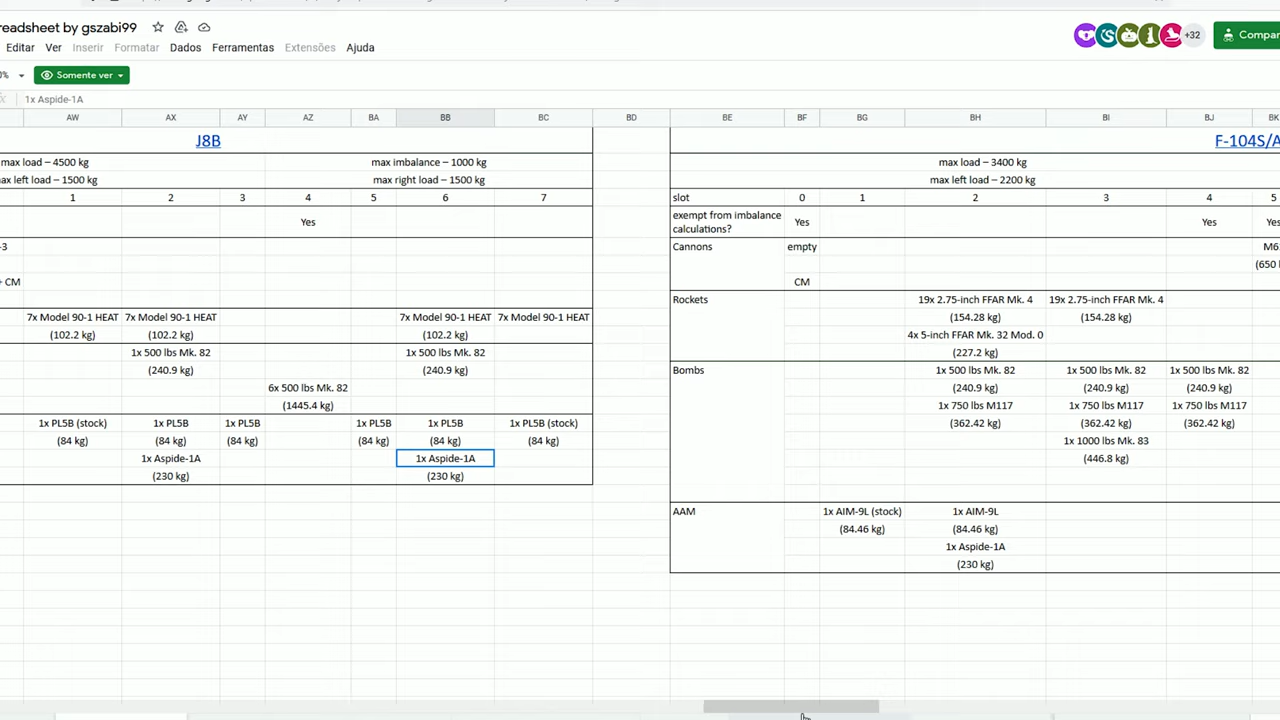 readsheet by gszabi99
+32
Compar
Editar Ver Inserir Formatar Dados Ferramentas Extensões Ajuda
0% Somente ver
1x Aspide-1A
AW AX AY AZ BA BB BC BD BE BF BG BH BI BJ BK
J8B F-104S/A
max load – 4500 kg max imbalance – 1000 kg max load – 3400 kg
max left load – 1500 kg max right load – 1500 kg max left load – 2200 kg
1 2 3 4 5 6 7 slot 0 1 2 3 4 5
Yes exempt from imbalance calculations? Yes Yes Yes
-3 Cannons empty M6
(650
+ CM CM
Rockets 19x 2.75-inch FFAR Mk. 4 19x 2.75-inch FFAR Mk. 4
7x Model 90-1 HEAT 7x Model 90-1 HEAT 7x Model 90-1 HEAT 7x Model 90-1 HEAT (154.28 kg) (154.28 kg)
(102.2 kg) (102.2 kg) (102.2 kg) 4x 5-inch FFAR Mk. 32 Mod. 0
1x 500 lbs Mk. 82 1x 500 lbs Mk. 82 (227.2 kg)
(240.9 kg) (240.9 kg) Bombs 1x 500 lbs Mk. 82 1x 500 lbs Mk. 82 1x 500 lbs Mk. 82
6x 500 lbs Mk. 82 (240.9 kg) (240.9 kg) (240.9 kg)
(1445.4 kg) 1x 750 lbs M117 1x 750 lbs M117 1x 750 lbs M117
1x PL5B (stock) 1x PL5B 1x PL5B 1x PL5B 1x PL5B 1x PL5B (stock) (362.42 kg) (362.42 kg) (362.42 kg)
(84 kg) (84 kg) (84 kg) (84 kg) (84 kg) (84 kg) 1x 1000 lbs Mk. 83
1x Aspide-1A 1x Aspide-1A (446.8 kg)
(230 kg) (230 kg)
AAM 1x AIM-9L (stock) 1x AIM-9L
(84.46 kg) (84.46 kg)
1x Aspide-1A
(230 kg)